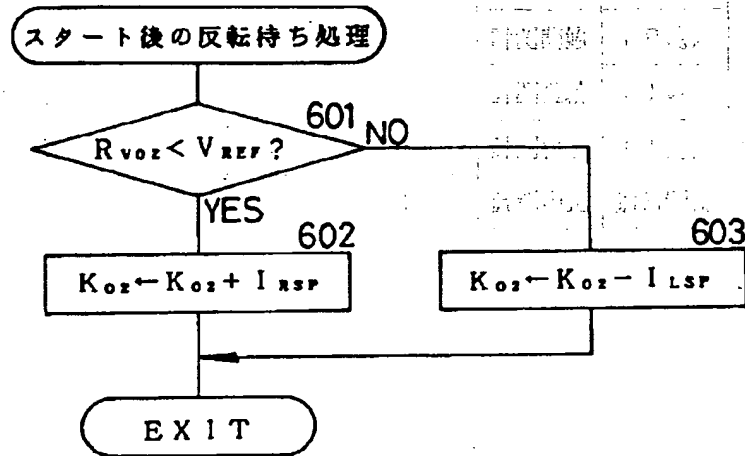 スタート後の反転待ち処理
601
RVO2 < VREF ?
NO
YES
602
KO2 ← KO2 + IRSP
603
KO2 ← KO2 − ILSP
EXIT